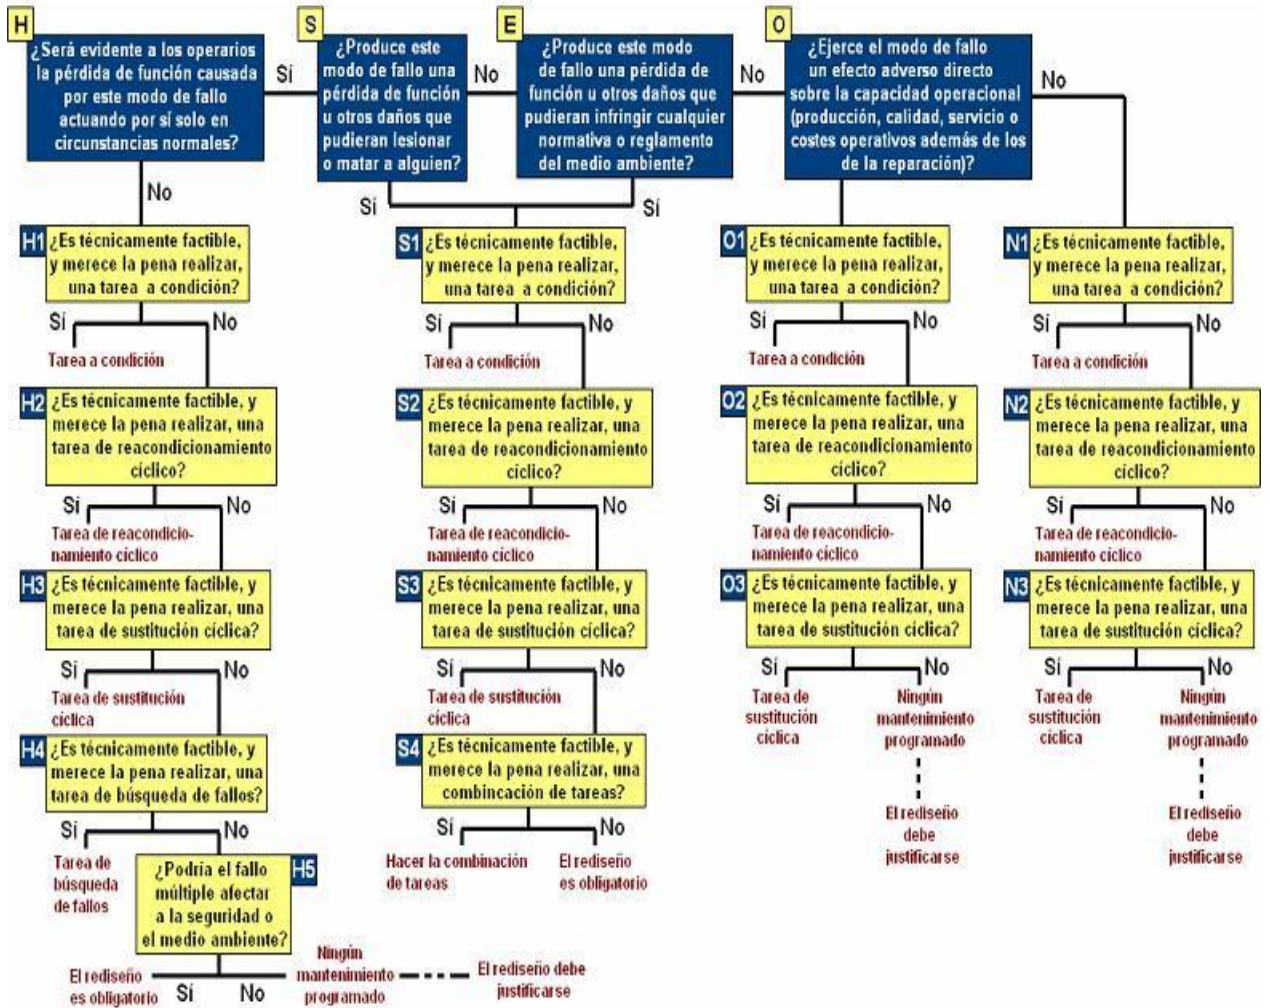 H
¿Será evidente a los operarios
la pérdida de función causada
por este modo de fallo
actuando por sí solo en
circunstancias normales?
Sí
No
S
¿Produce este
modo de fallo una
pérdida de función
u otros daños que
pudieran lesionar
o matar a alguien?
No
Sí
E
¿Produce este modo
de fallo una pérdida de
función u otros daños que
pudieran infringir cualquier
normativa o reglamento
del medio ambiente?
No
Sí
O
¿Ejerce el modo de fallo
un efecto adverso directo
sobre la capacidad operacional
(producción, calidad, servicio o
costes operativos además de los
de la reparación)?
No
H1
¿Es técnicamente factible,
y merece la pena realizar,
una tarea a condición?
Sí
No
Tarea a condición
H2
¿Es técnicamente factible, y
merece la pena realizar, una
tarea de reacondicionamiento
cíclico?
Sí
No
Tarea de reacondicio-
namiento cíclico
H3
¿Es técnicamente factible, y
merece la pena realizar, una
tarea de sustitución cíclica?
Sí
No
Tarea de sustitución
cíclica
H4
¿Es técnicamente factible, y
merece la pena realizar, una
tarea de búsqueda de fallos?
Sí
No
Tarea de
búsqueda
de fallos
H5
¿Podría el fallo
múltiple afectar
a la seguridad o
el medio ambiente?
El rediseño
es obligatorio
Sí
No
Ningún
mantenimiento
programado
El rediseño debe
justificarse
S1
¿Es técnicamente factible,
y merece la pena realizar,
una tarea a condición?
Sí
No
Tarea a condición
S2
¿Es técnicamente factible, y
merece la pena realizar, una
tarea de reacondicionamiento
cíclico?
Sí
No
Tarea de reacondicio-
namiento cíclico
S3
¿Es técnicamente factible, y
merece la pena realizar, una
tarea de sustitución cíclica?
Sí
No
Tarea de sustitución
cíclica
S4
¿Es técnicamente factible, y
merece la pena realizar, una
combincación de tareas?
Sí
No
Hacer la combinación
de tareas
El rediseño
es obligatorio
O1
¿Es técnicamente factible,
y merece la pena realizar,
una tarea a condición?
Sí
No
Tarea a condición
O2
¿Es técnicamente factible, y
merece la pena realizar, una
tarea de reacondicionamiento
cíclico?
Sí
No
Tarea de reacondicio-
namiento cíclico
O3
¿Es técnicamente factible, y
merece la pena realizar, una
tarea de sustitución cíclica?
Sí
No
Tarea de
sustitución
cíclica
Ningún
mantenimiento
programado
El rediseño
debe
justificarse
N1
¿Es técnicamente factible,
y merece la pena realizar,
una tarea a condición?
Sí
No
Tarea a condición
N2
¿Es técnicamente factible, y
merece la pena realizar, una
tarea de reacondicionamiento
cíclico?
Sí
No
Tarea de reacondicio-
namiento cíclico
N3
¿Es técnicamente factible, y
merece la pena realizar, una
tarea de sustitución cíclica?
Sí
No
Tarea de
sustitución
cíclica
Ningún
mantenimiento
programado
El rediseño
debe
justificarse